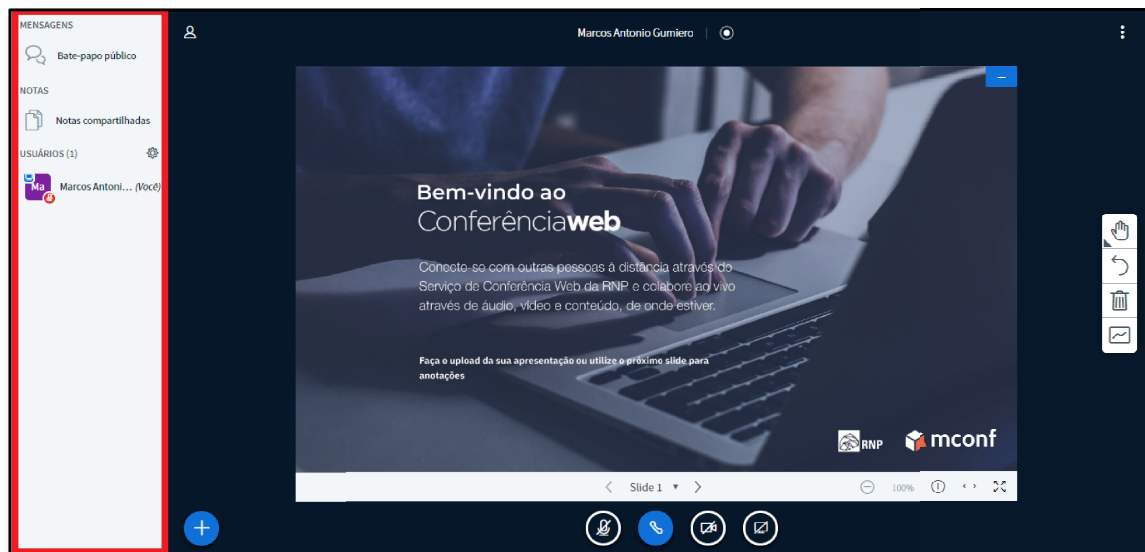 MENSAGENS
Bate-papo público
NOTAS
Notas compartilhadas
USUÁRIOS (1)
Ma
Marcos Antoni... (Você)
Marcos Antonio Gumiero
Bem-vindo ao
Conferênciaweb
Conecte-se com outras pessoas à distância através do
Serviço de Conferência Web da RNP e colabore ao vivo
através de áudio, vídeo e conteúdo, de onde estiver.
Faça o upload da sua apresentação ou utilize o próximo slide para
anotações
RNP
mconf
Slide 1
100%